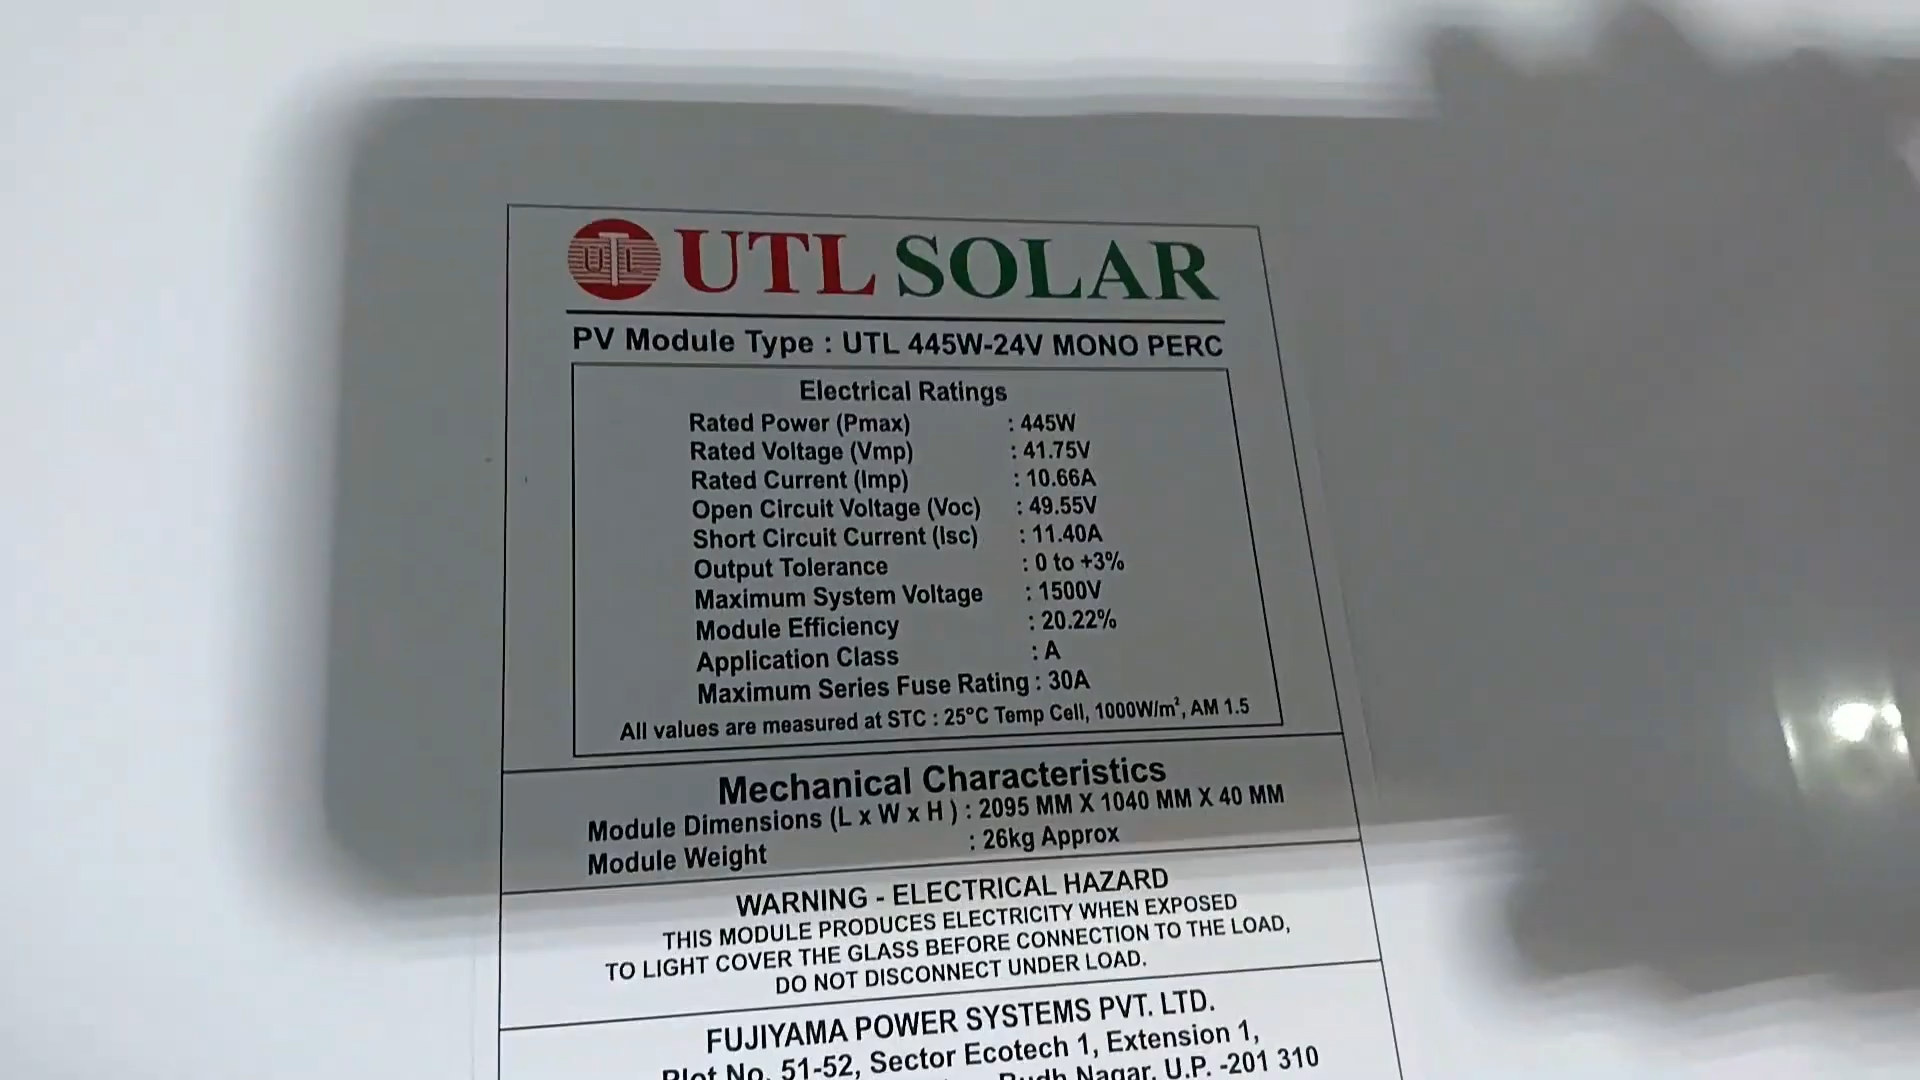 UTL UTL SOLAR
PV Module Type : UTL 445W-24V MONO PERC
Electrical Ratings
Rated Power (Pmax) : 445W
Rated Voltage (Vmp) : 41.75V
Rated Current (Imp) : 10.66A
Open Circuit Voltage (Voc) : 49.55V
Short Circuit Current (Isc) : 11.40A
Output Tolerance : 0 to +3%
Maximum System Voltage : 1500V
Module Efficiency : 20.22%
Application Class : A
Maximum Series Fuse Rating : 30A
All values are measured at STC : 25°C Temp Cell, 1000W/m², AM 1.5
Mechanical Characteristics
Module Dimensions (L x W x H ) : 2095 MM X 1040 MM X 40 MM
Module Weight : 26kg Approx
WARNING - ELECTRICAL HAZARD
THIS MODULE PRODUCES ELECTRICITY WHEN EXPOSED
TO LIGHT COVER THE GLASS BEFORE CONNECTION TO THE LOAD,
DO NOT DISCONNECT UNDER LOAD.
FUJIYAMA POWER SYSTEMS PVT. LTD.
Plot No. 51-52, Sector Ecotech 1, Extension 1,
Budh Nagar, U.P. -201 310